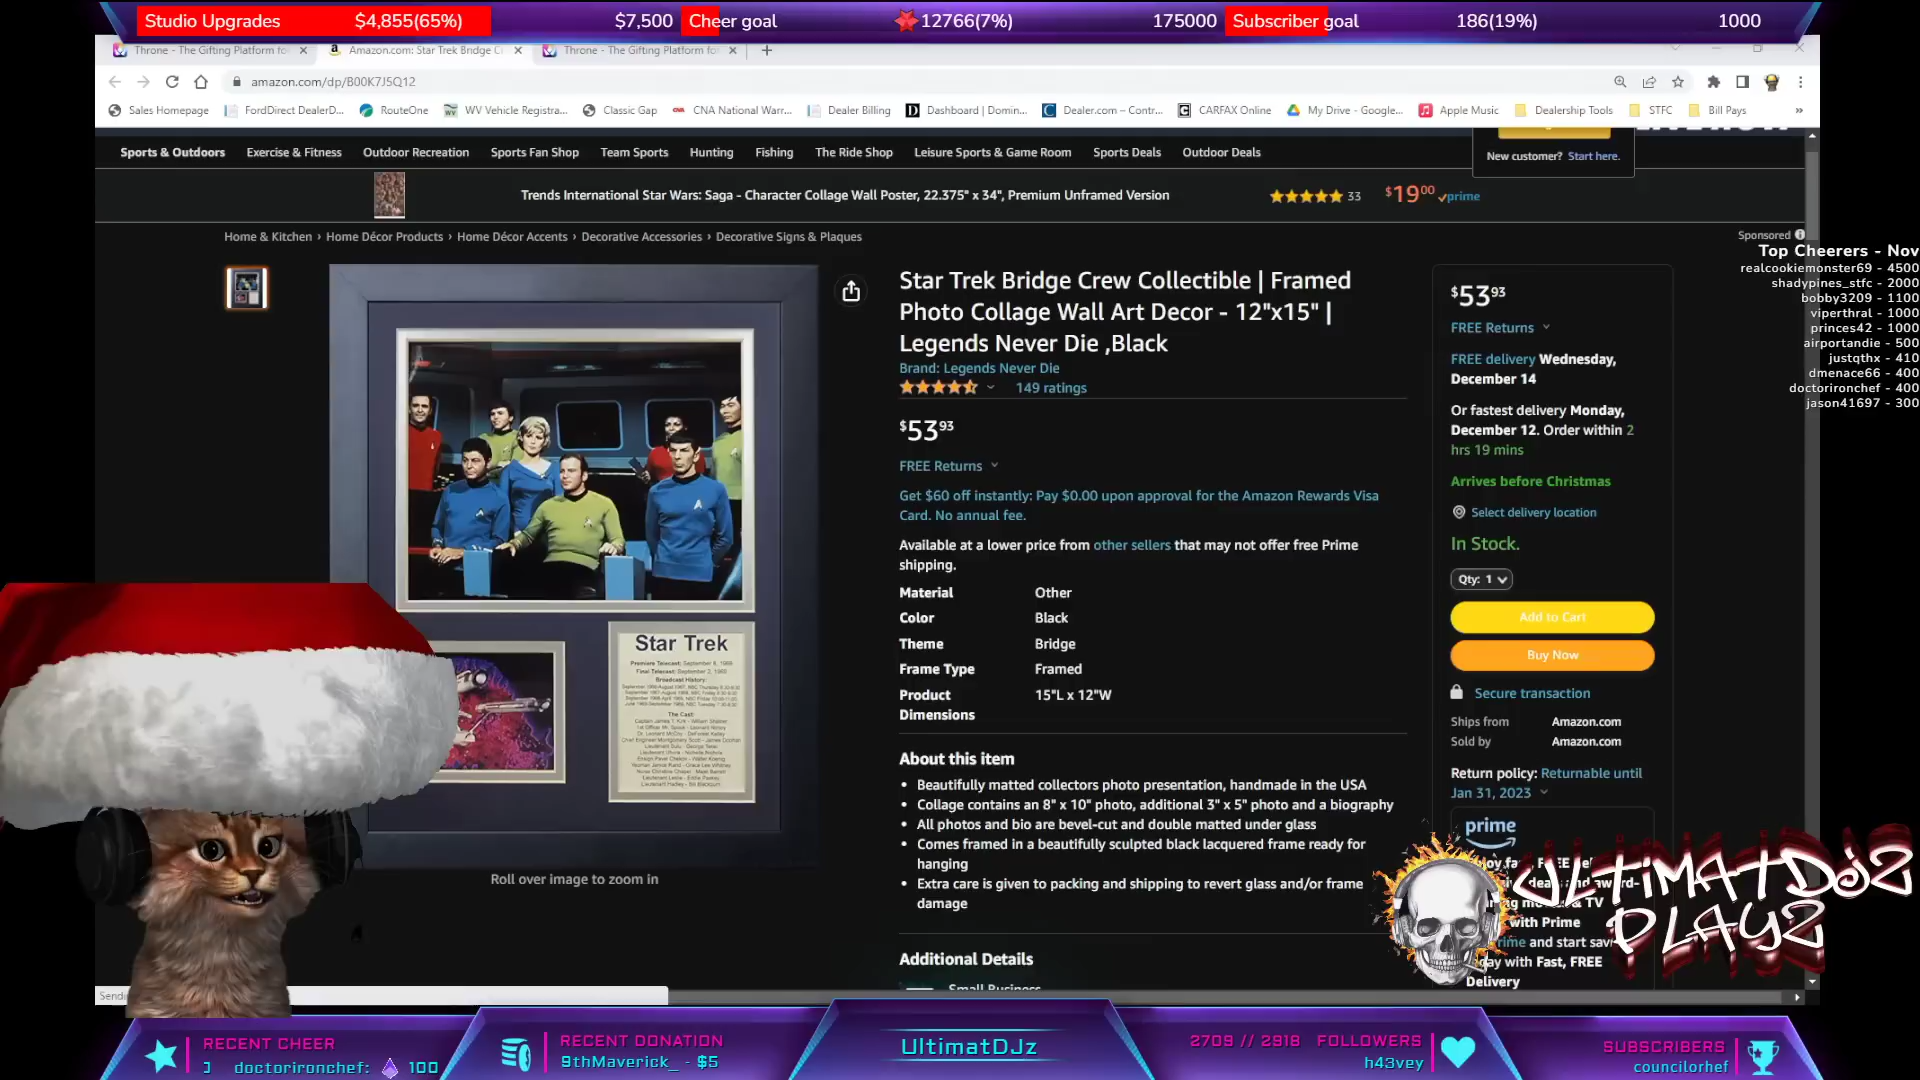 Studio Upgrades $4,855(65%) $7,500 Cheer goal 12766(7%) 175000 Subscriber goal 186(19%) 1000
Throne - The Gifting Platform fo Amazon.com: Star Trek Bridge C Throne - The Gifting Platform fo
amazon.com/dp/B00K7J5Q12
Sales Homepage FordDirect DealerD... RouteOne WV Vehicle Registra... Classic Gap CNA National Warr... Dealer Billing Dashboard | Domin... Dealer.com – Contr... CARFAX Online My Drive - Google... Apple Music Dealership Tools STFC Bill Pays »
New customer? Start here.
Sports & Outdoors Exercise & Fitness Outdoor Recreation Sports Fan Shop Team Sports Hunting Fishing The Ride Shop Leisure Sports & Game Room Sports Deals Outdoor Deals
Trends International Star Wars: Saga - Character Collage Wall Poster, 22.375" x 34", Premium Unframed Version 33 $19.00 prime
Home & Kitchen › Home Décor Products › Home Décor Accents › Decorative Accessories › Decorative Signs & Plaques
Sponsored
Top Cheerers - Nov
realcookiemonster69 - 4500
shadypines_stfc - 2000
bobby3209 - 1100
viperthral - 1000
princes42 - 1000
airportandie - 500
justqthx - 410
dmenace66 - 400
doctorironchef - 400
jason41697 - 300
Star Trek Bridge Crew Collectible | Framed
Photo Collage Wall Art Decor - 12"x15" |
Legends Never Die ,Black
Brand: Legends Never Die
149 ratings
$53.93
FREE Returns
Get $60 off instantly: Pay $0.00 upon approval for the Amazon Rewards Visa
Card. No annual fee.
Available at a lower price from other sellers that may not offer free Prime
shipping.
Material Other
Color Black
Theme Bridge
Frame Type Framed
Product 15"L x 12"W
Dimensions
About this item
• Beautifully matted collectors photo presentation, handmade in the USA
• Collage contains an 8" x 10" photo, additional 3" x 5" photo and a biography
• All photos and bio are bevel-cut and double matted under glass
• Comes framed in a beautifully sculpted black lacquered frame ready for
hanging
• Extra care is given to packing and shipping to revert glass and/or frame
damage
Additional Details
Small Business
$53.93
FREE Returns
FREE delivery Wednesday,
December 14
Or fastest delivery Monday,
December 12. Order within 2
hrs 19 mins
Arrives before Christmas
Select delivery location
In Stock.
Qty: 1
Add to Cart
Buy Now
Secure transaction
Ships from Amazon.com
Sold by Amazon.com
Return policy: Returnable until
Jan 31, 2023
prime
with Prime
and start
with Fast, FREE
Delivery
Star Trek
Premiere Telecast: September 8, 1966
Broadcast History:
The Cast:
Captain James T. Kirk - William Shatner
Roll over image to zoom in
ULTiMATDJZ
PLAYZ
Sendi
RECENT CHEER
doctorironchef: 100
RECENT DONATION
9thMaverick_ - $5
UltimatDJz
2709 // 2918 FOLLOWERS
h43vey
SUBSCRIBERS
councilorhef